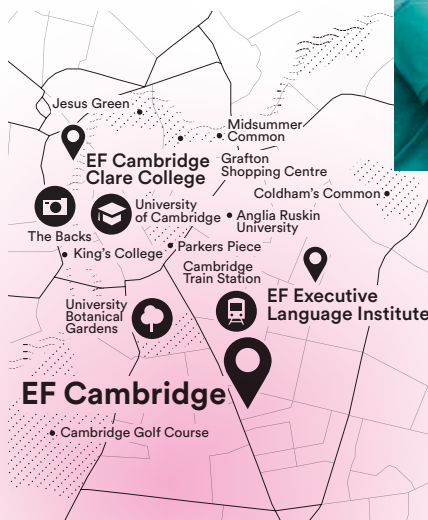 Jesus Green
Midsummer
Common
EF Cambridge
Clare College
Grafton
Shopping Centre
Coldham's Common
University
of Cambridge
Anglia Ruskin
University
The Backs
King's College
Parkers Piece
Cambridge
Train Station
EF Executive
Language Institute
University
Botanical
Gardens
EF Cambridge
Cambridge Golf Course